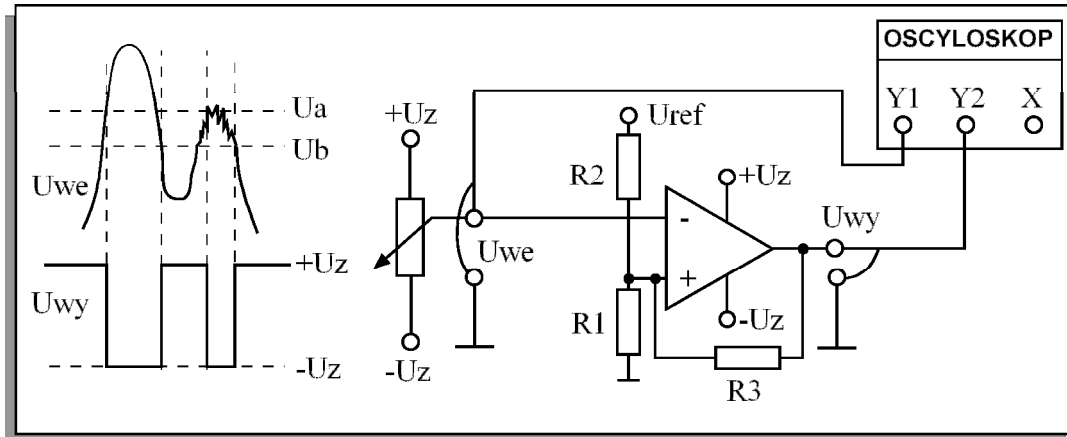 OSCYLOSKOP
Y1 Y2 X
Ua
Ub
Uwe
+Uz
Uwy
-Uz
+Uz
-Uz
Uwe
Uref
R2
R1
-
+
+Uz
-Uz
R3
Uwy